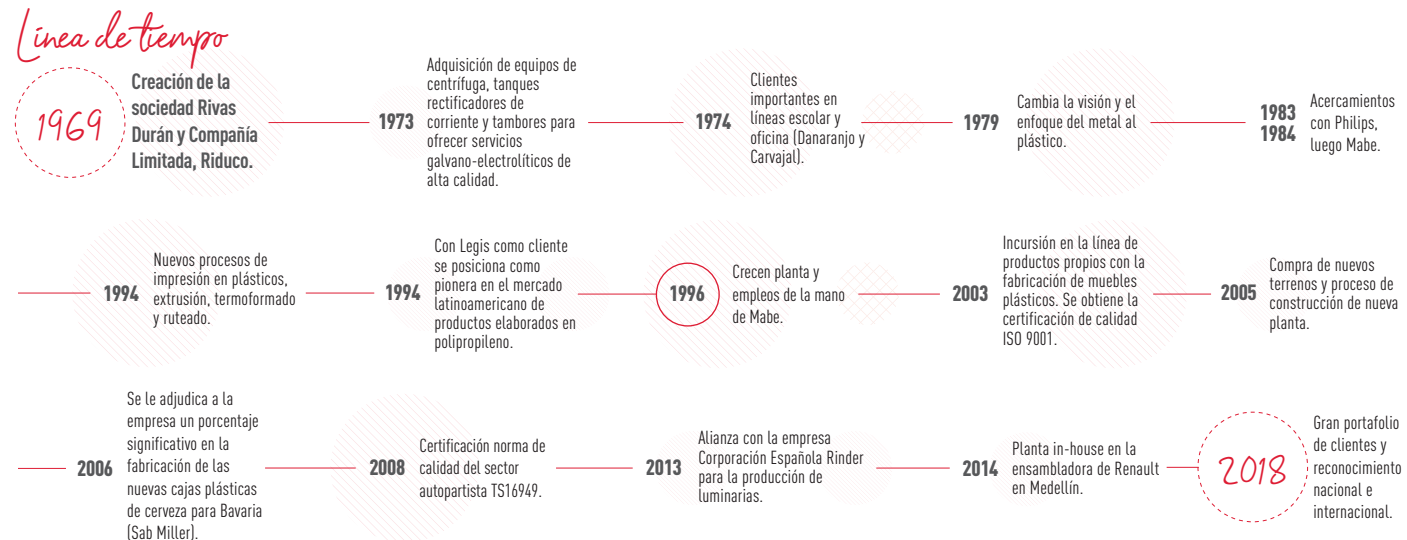 Línea de tiempo
1969
Creación de la
sociedad Rivas
Durán y Compañía
Limitada, Riduco.
1973
Adquisición de equipos de
centrífuga, tanques
rectificadores de
corriente y tambores para
ofrecer servicios
galvano-electrolíticos de
alta calidad.
1974
Clientes
importantes en
líneas escolar y
oficina (Danaranjo y
Carvajal).
1979
Cambia la visión y el
enfoque del metal al
plástico.
1983
1984
Acercamientos
con Philips,
luego Mabe.
1994
Nuevos procesos de
impresión en plásticos,
extrusión, termoformado
y ruteado.
1994
Con Legis como cliente
se posiciona como
pionera en el mercado
latinoamericano de
productos elaborados en
polipropileno.
1996
Crecen planta y
empleos de la mano
de Mabe.
2003
Incursión en la línea de
productos propios con la
fabricación de muebles
plásticos. Se obtiene la
certificación de calidad
ISO 9001.
2005
Compra de nuevos
terrenos y proceso de
construcción de nueva
planta.
2006
Se le adjudica a la
empresa un porcentaje
significativo en la
fabricación de las
nuevas cajas plásticas
de cerveza para Bavaria
(Sab Miller).
2008
Certificación norma de
calidad del sector
autopartista TS16949.
2013
Alianza con la empresa
Corporación Española Rinder
para la producción de
luminarias.
2014
Planta in-house en la
ensambladora de Renault
en Medellín.
2018
Gran portafolio
de clientes y
reconocimiento
nacional e
internacional.